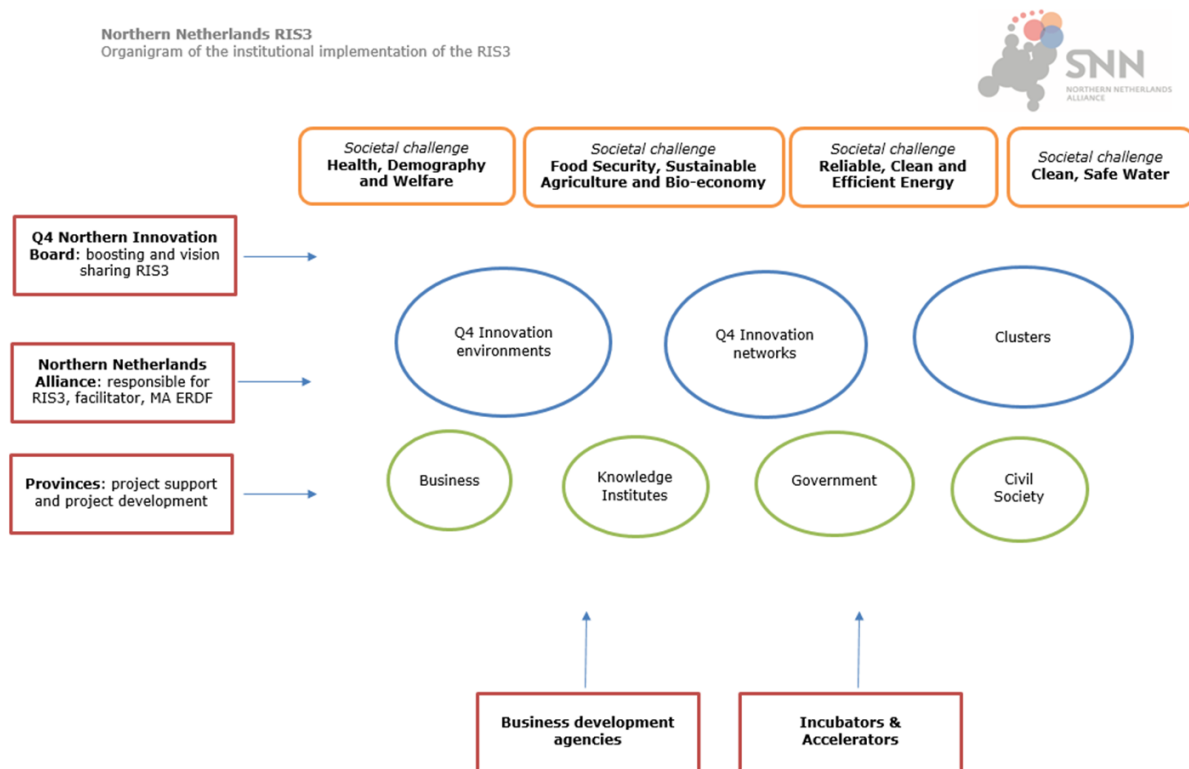 Northern Netherlands RIS3
Organigram of the institutional implementation of the RIS3
SNN
NORTHERN NETHERLANDS
ALLIANCE
Societal challenge
Health, Demography
and Welfare
Societal challenge
Food Security, Sustainable
Agriculture and Bio-economy
Societal challenge
Reliable, Clean and
Efficient Energy
Societal challenge
Clean, Safe Water
Q4 Northern Innovation
Board: boosting and vision
sharing RIS3
Q4 Innovation
environments
Q4 Innovation
networks
Clusters
Northern Netherlands
Alliance: responsible for
RIS3, facilitator, MA ERDF
Provinces: project support
and project development
Business
Knowledge
Institutes
Government
Civil
Society
Business development
agencies
Incubators &
Accelerators